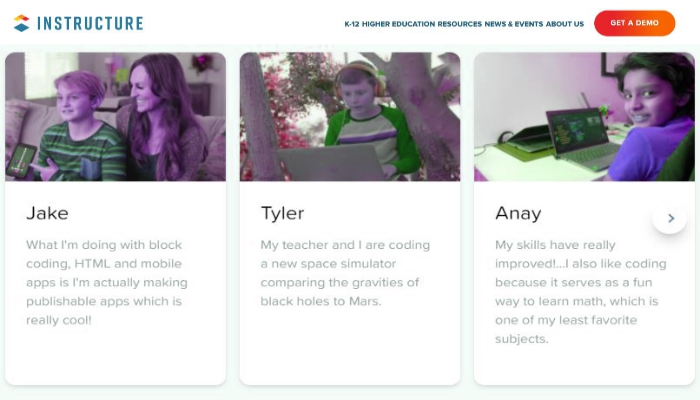 INSTRUCTURE
K-12 HIGHER EDUCATION RESOURCES NEWS & EVENTS ABOUT US
GET A DEMO
Jake
What I'm doing with block
coding, HTML and mobile
apps is I'm actually making
publishable apps which is
really cool!
Tyler
My teacher and I are coding
a new space simulator
comparing the gravities of
black holes to Mars.
Anay
My skills have really
improved!...I also like coding
because it serves as a fun
way to learn math, which is
one of my least favorite
subjects.